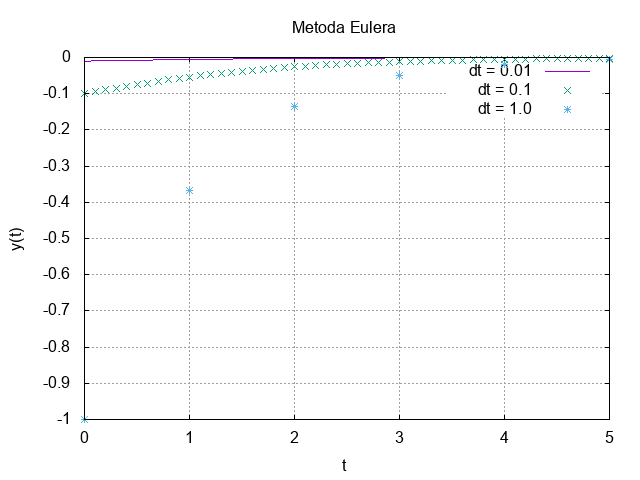 Metoda Eulera
dt = 0.01
dt = 0.1
dt = 1.0
0
-0.1
-0.2
-0.3
-0.4
-0.5
-0.6
-0.7
-0.8
-0.9
-1
y(t)
0 1 2 3 4 5
t